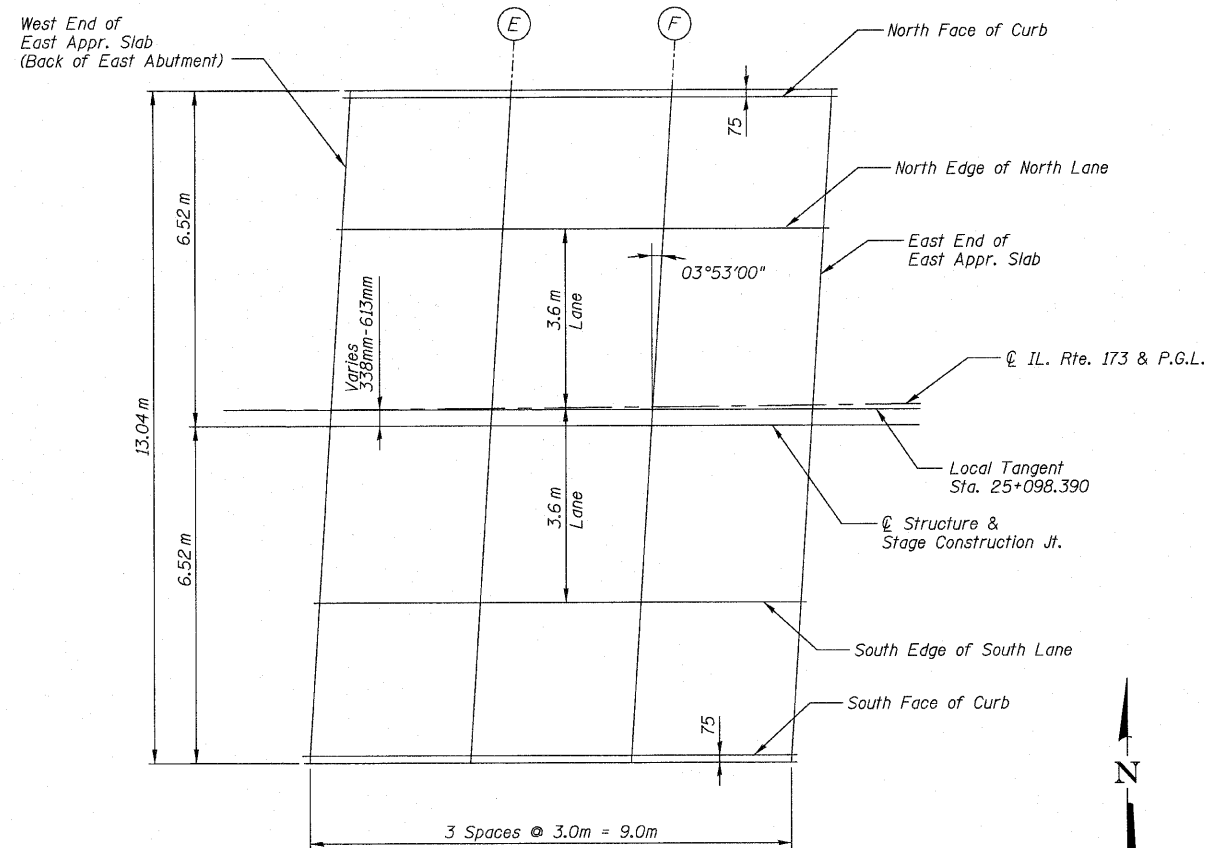 West End of
East Appr. Slab
(Back of East Abutment)
E
F
North Face of Curb
75
North Edge of North Lane
6.52 m
East End of
East Appr. Slab
03°53'00"
3.6 m
Lane
Varies
338mm-613mm
℄ IL. Rte. 173 & P.G.L.
13.04 m
Local Tangent
Sta. 25+098.390
3.6 m
Lane
℄ Structure &
Stage Construction Jt.
6.52 m
South Edge of South Lane
South Face of Curb
75
N
3 Spaces @ 3.0m = 9.0m